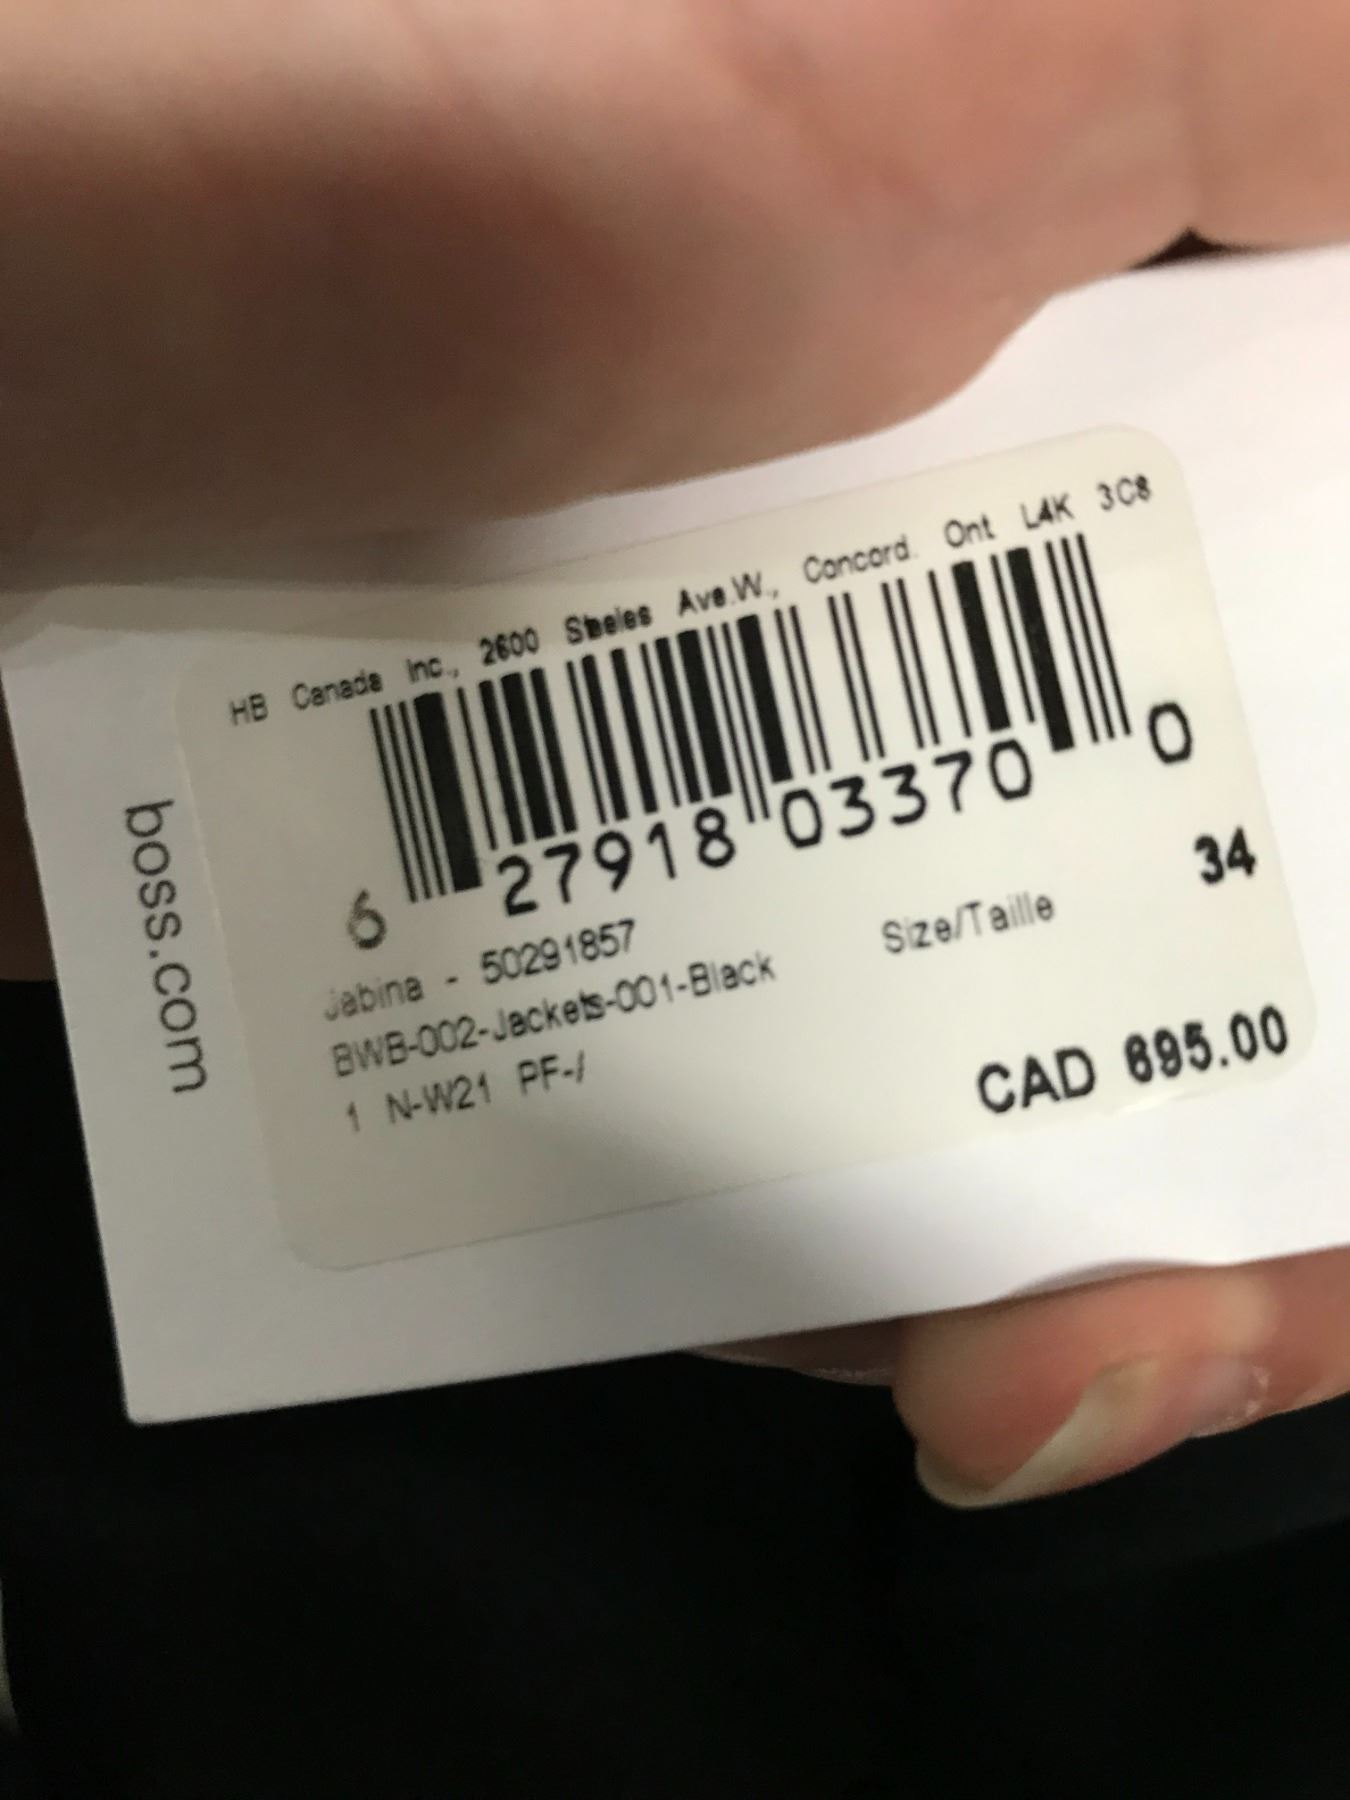 HB Canada Inc., 2600 Steeles Ave.W., Concord. Ont L4K 3C8
6 27918 03370 0
Jabina - 50291857
Size/Taille 34
BWB-002-Jackets-001-Black
1 N-W21 PF-/
CAD 695.00
boss.com